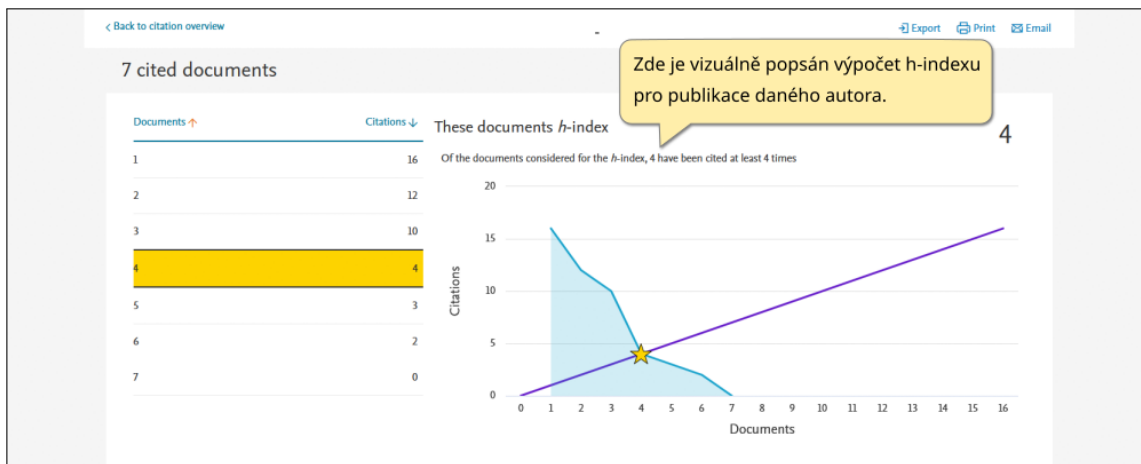 < Back to citation overview
Export Print Email
7 cited documents
Zde je vizuálně popsán výpočet h-indexu
pro publikace daného autora.
Documents ↑ Citations ↓
1 16
2 12
3 10
4 4
5 3
6 2
7 0
These documents h-index
4
Of the documents considered for the h-index, 4 have been cited at least 4 times
Citations
20
15
10
5
0
0 1 2 3 4 5 6 7 8 9 10 11 12 13 14 15 16
Documents